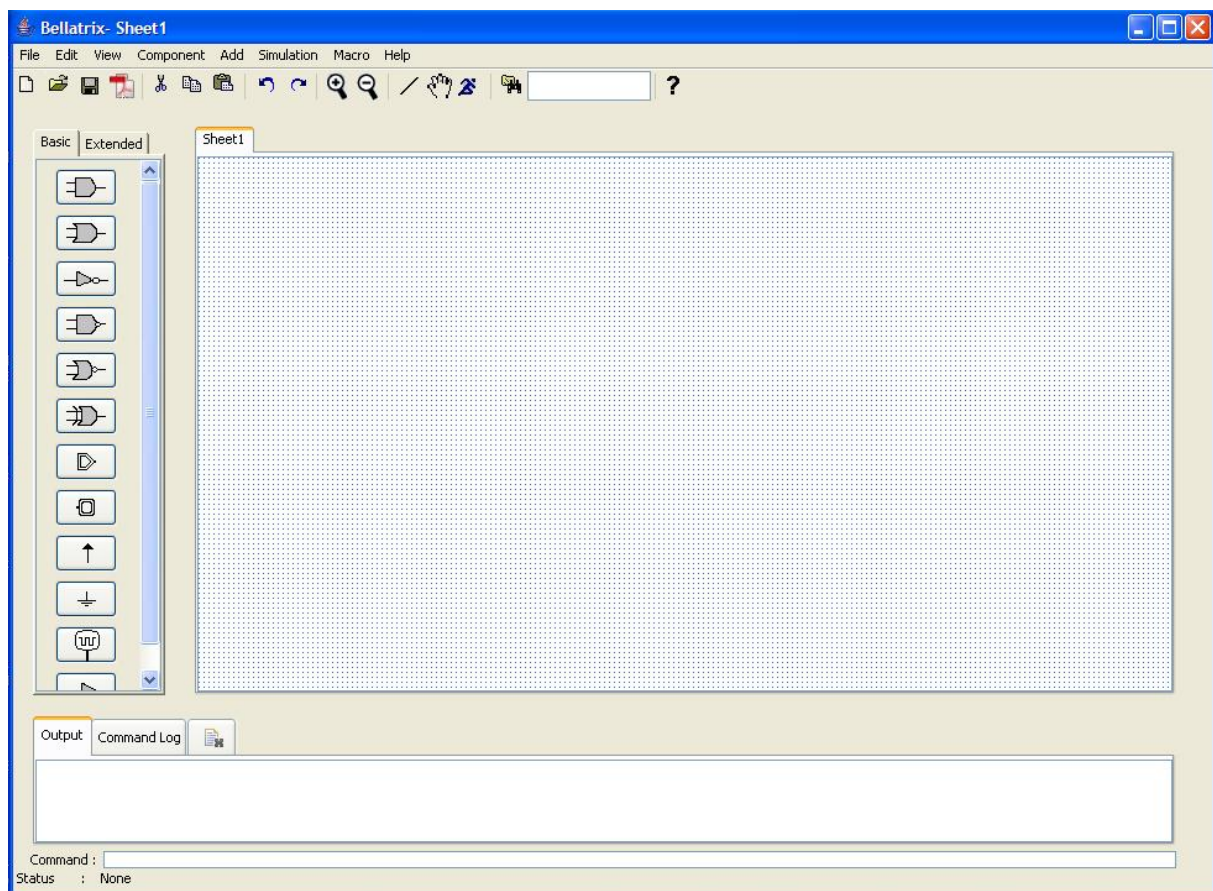 Bellatrix- Sheet1
File Edit View Component Add Simulation Macro Help
?
Basic Extended
Sheet1
Output Command Log
Command :
Status : None